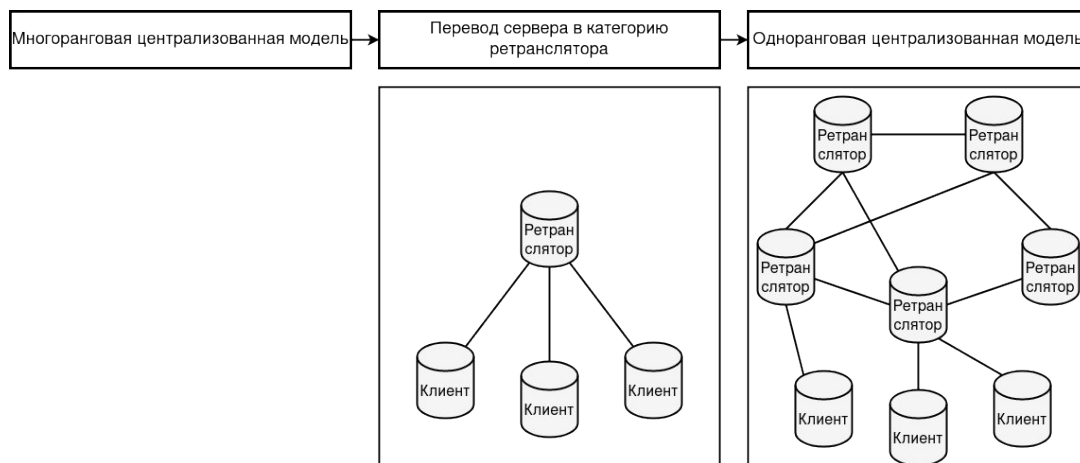 Многоранговая централизованная модель
Перевод сервера в категорию
ретранслятора
Одноранговая централизованная модель
Ретран
слятор
Клиент
Клиент
Клиент
Ретран
слятор
Ретран
слятор
Ретран
слятор
Ретран
слятор
Ретран
слятор
Клиент
Клиент
Клиент